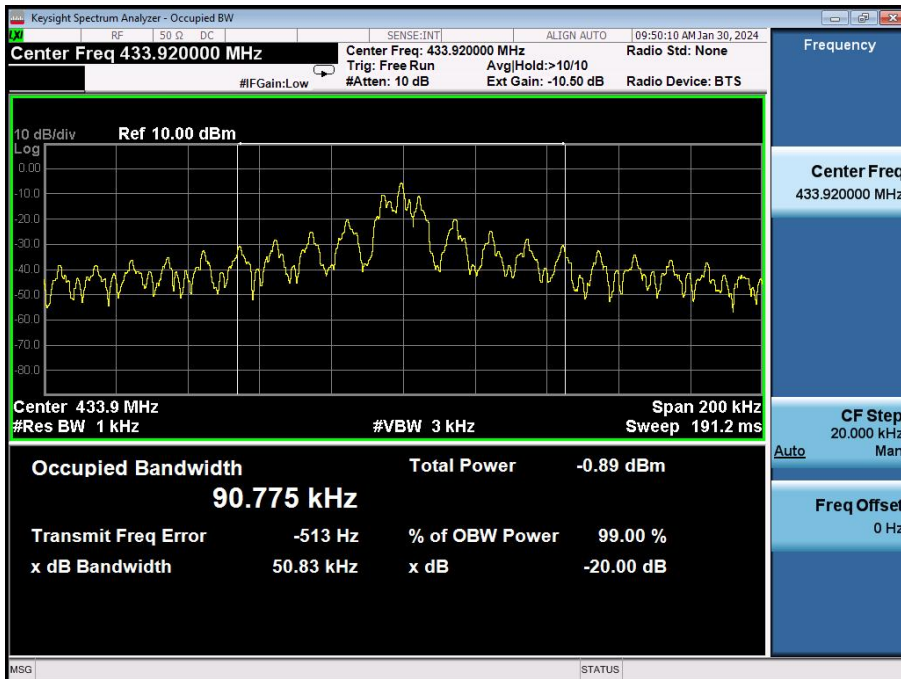 Keysight Spectrum Analyzer - Occupied BW
LXI RF 50 Ω DC SENSE:INT ALIGN AUTO 09:50:10 AM Jan 30, 2024
Center Freq 433.920000 MHz
Center Freq: 433.920000 MHz Radio Std: None
Trig: Free Run Avg|Hold:>10/10
#IFGain:Low #Atten: 10 dB Ext Gain: -10.50 dB Radio Device: BTS
10 dB/div Ref 10.00 dBm
Log
0.00
-10.0
-20.0
-30.0
-40.0
-50.0
-60.0
-70.0
-80.0
Center 433.9 MHz Span 200 kHz
#Res BW 1 kHz #VBW 3 kHz Sweep 191.2 ms
Occupied Bandwidth Total Power -0.89 dBm
90.775 kHz
Transmit Freq Error -513 Hz % of OBW Power 99.00 %
x dB Bandwidth 50.83 kHz x dB -20.00 dB
MSG STATUS
Frequency
Center Freq
433.920000 MHz
CF Step
20.000 kHz
Auto Man
Freq Offset
0 Hz